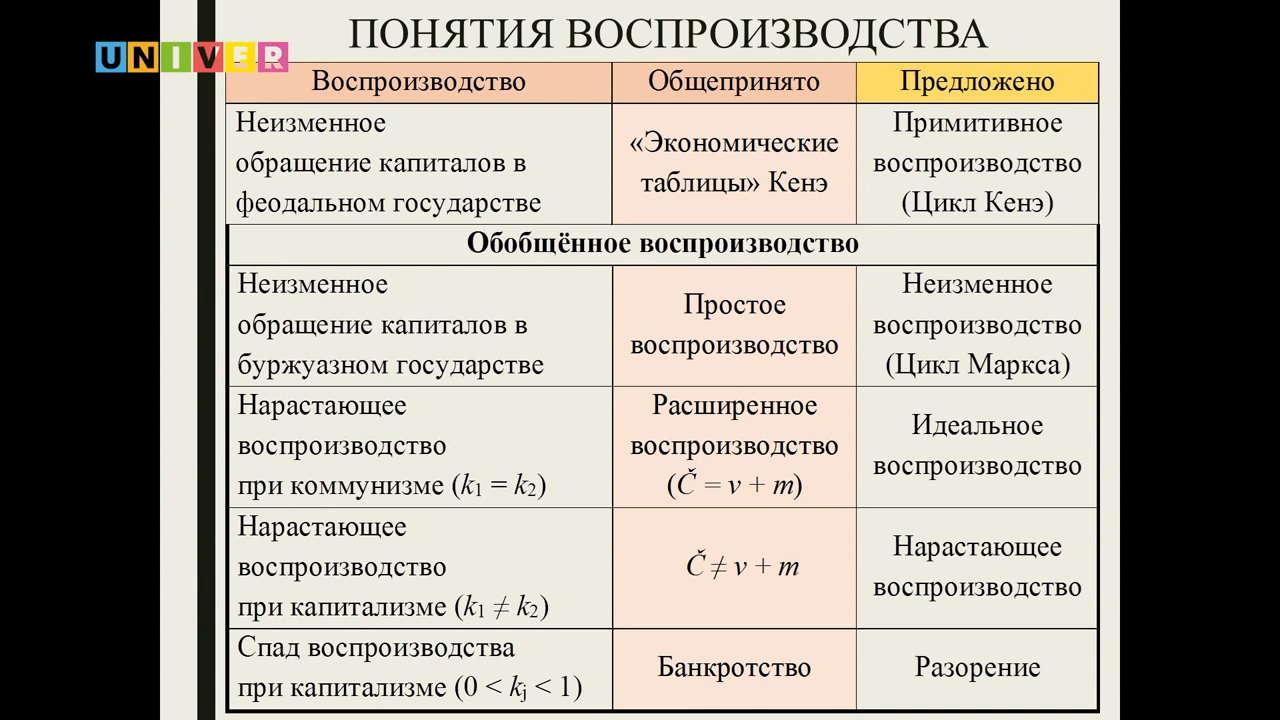 ПОНЯТИЯ ВОСПРОИЗВОДСТВА
UNIVER
Воспроизводство Общепринято Предложено
Неизменное
обращение капиталов в
феодальном государстве
«Экономические
таблицы» Кенэ
Примитивное
воспроизводство
(Цикл Кенэ)
Обобщённое воспроизводство
Неизменное
обращение капиталов в
буржуазном государстве
Простое
воспроизводство
Неизменное
воспроизводство
(Цикл Маркса)
Нарастающее
воспроизводство
при коммунизме (k₁ = k₂)
Расширенное
воспроизводство
(Č = v + m)
Идеальное
воспроизводство
Нарастающее
воспроизводство
при капитализме (k₁ ≠ k₂)
Č ≠ v + m
Нарастающее
воспроизводство
Спад воспроизводства
при капитализме (0 < kⱼ < 1)
Банкротство
Разорение